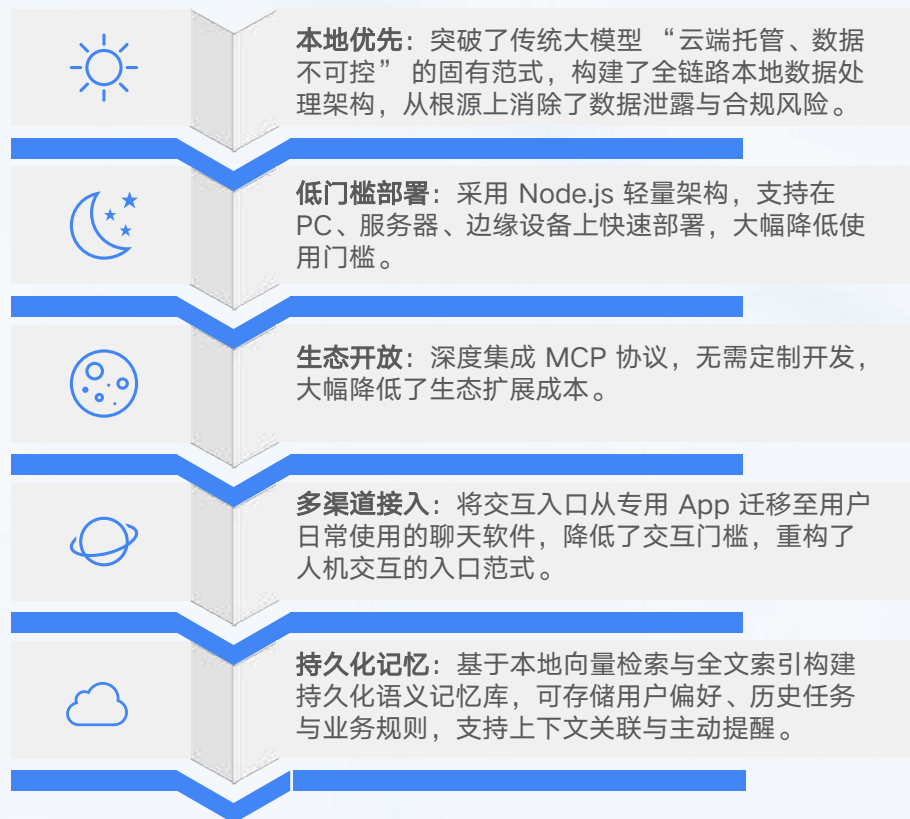 本地优先：突破了传统大模型 “云端托管、数据
不可控” 的固有范式，构建了全链路本地数据处
理架构，从根源上消除了数据泄露与合规风险。
低门槛部署：采用 Node.js 轻量架构，支持在
PC、服务器、边缘设备上快速部署，大幅降低使
用门槛。
生态开放：深度集成 MCP 协议，无需定制开发，
大幅降低了生态扩展成本。
多渠道接入：将交互入口从专用 App 迁移至用户
日常使用的聊天软件，降低了交互门槛，重构了
人机交互的入口范式。
持久化记忆：基于本地向量检索与全文索引构建
持久化语义记忆库，可存储用户偏好、历史任务
与业务规则，支持上下文关联与主动提醒。